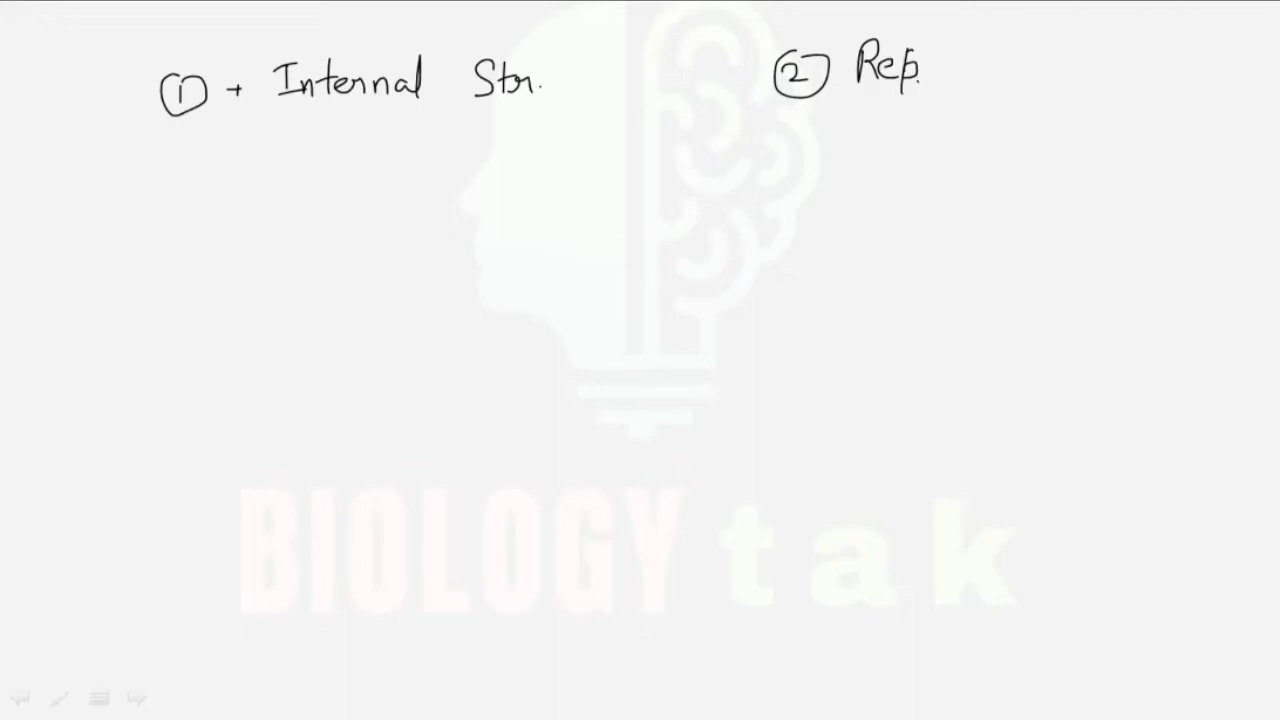 ① + Internal Str. ② Rep.
BIOLOGY tak